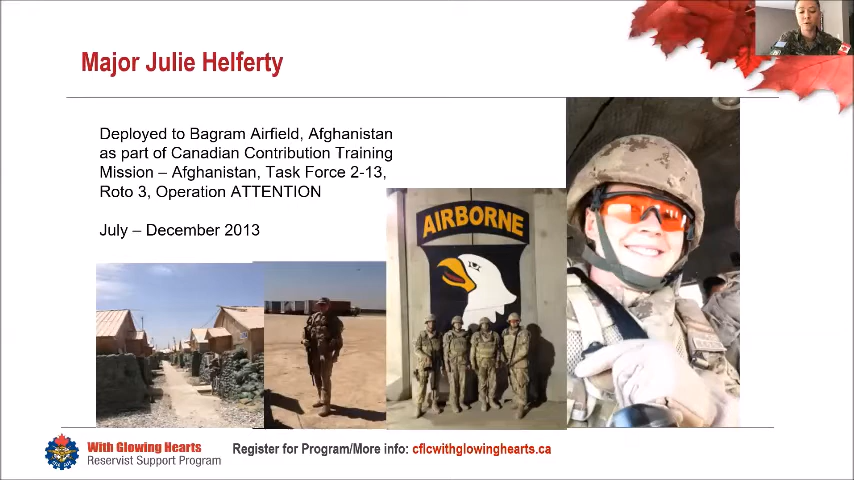 Major Julie Helferty
Deployed to Bagram Airfield, Afghanistan
as part of Canadian Contribution Training
Mission – Afghanistan, Task Force 2-13,
Roto 3, Operation ATTENTION
July – December 2013
AIRBORNE
With Glowing Hearts
Reservist Support Program
Register for Program/More info: cflcwithglowinghearts.ca